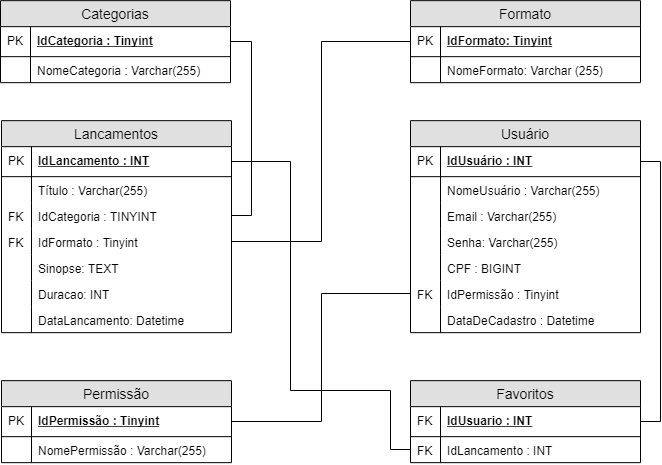 Categorias
PK IdCategoria : Tinyint
NomeCategoria : Varchar(255)
Formato
PK IdFormato: Tinyint
NomeFormato: Varchar (255)
Lancamentos
PK IdLancamento : INT
Título : Varchar(255)
FK IdCategoria : TINYINT
FK IdFormato : Tinyint
Sinopse: TEXT
Duracao: INT
DataLancamento: Datetime
Usuário
PK IdUsuário : INT
NomeUsuário : Varchar(255)
Email : Varchar(255)
Senha: Varchar(255)
CPF : BIGINT
FK IdPermissão : Tinyint
DataDeCadastro : Datetime
Permissão
PK IdPermissão : Tinyint
NomePermissão : Varchar(255)
Favoritos
FK IdUsuario : INT
FK IdLancamento : INT